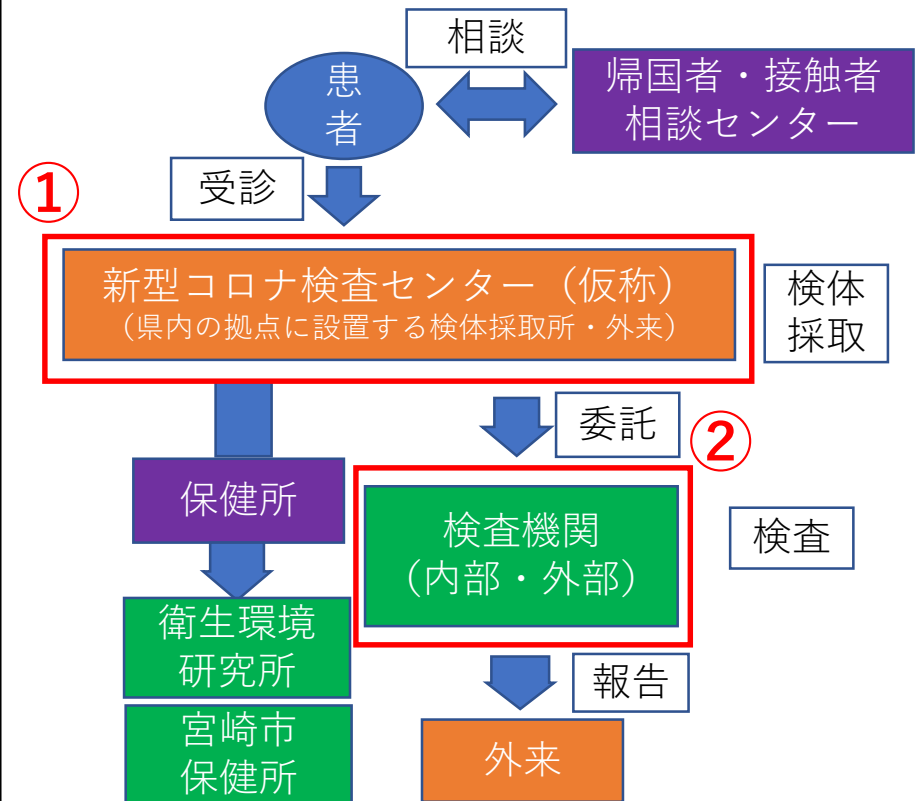 相談
患
者
帰国者・接触者
相談センター
受診
①
新型コロナ検査センター（仮称）
（県内の拠点に設置する検体採取所・外来）
検体
採取
委託
②
保健所
検査機関
（内部・外部）
検査
衛生環境
研究所
報告
宮崎市
保健所
外来